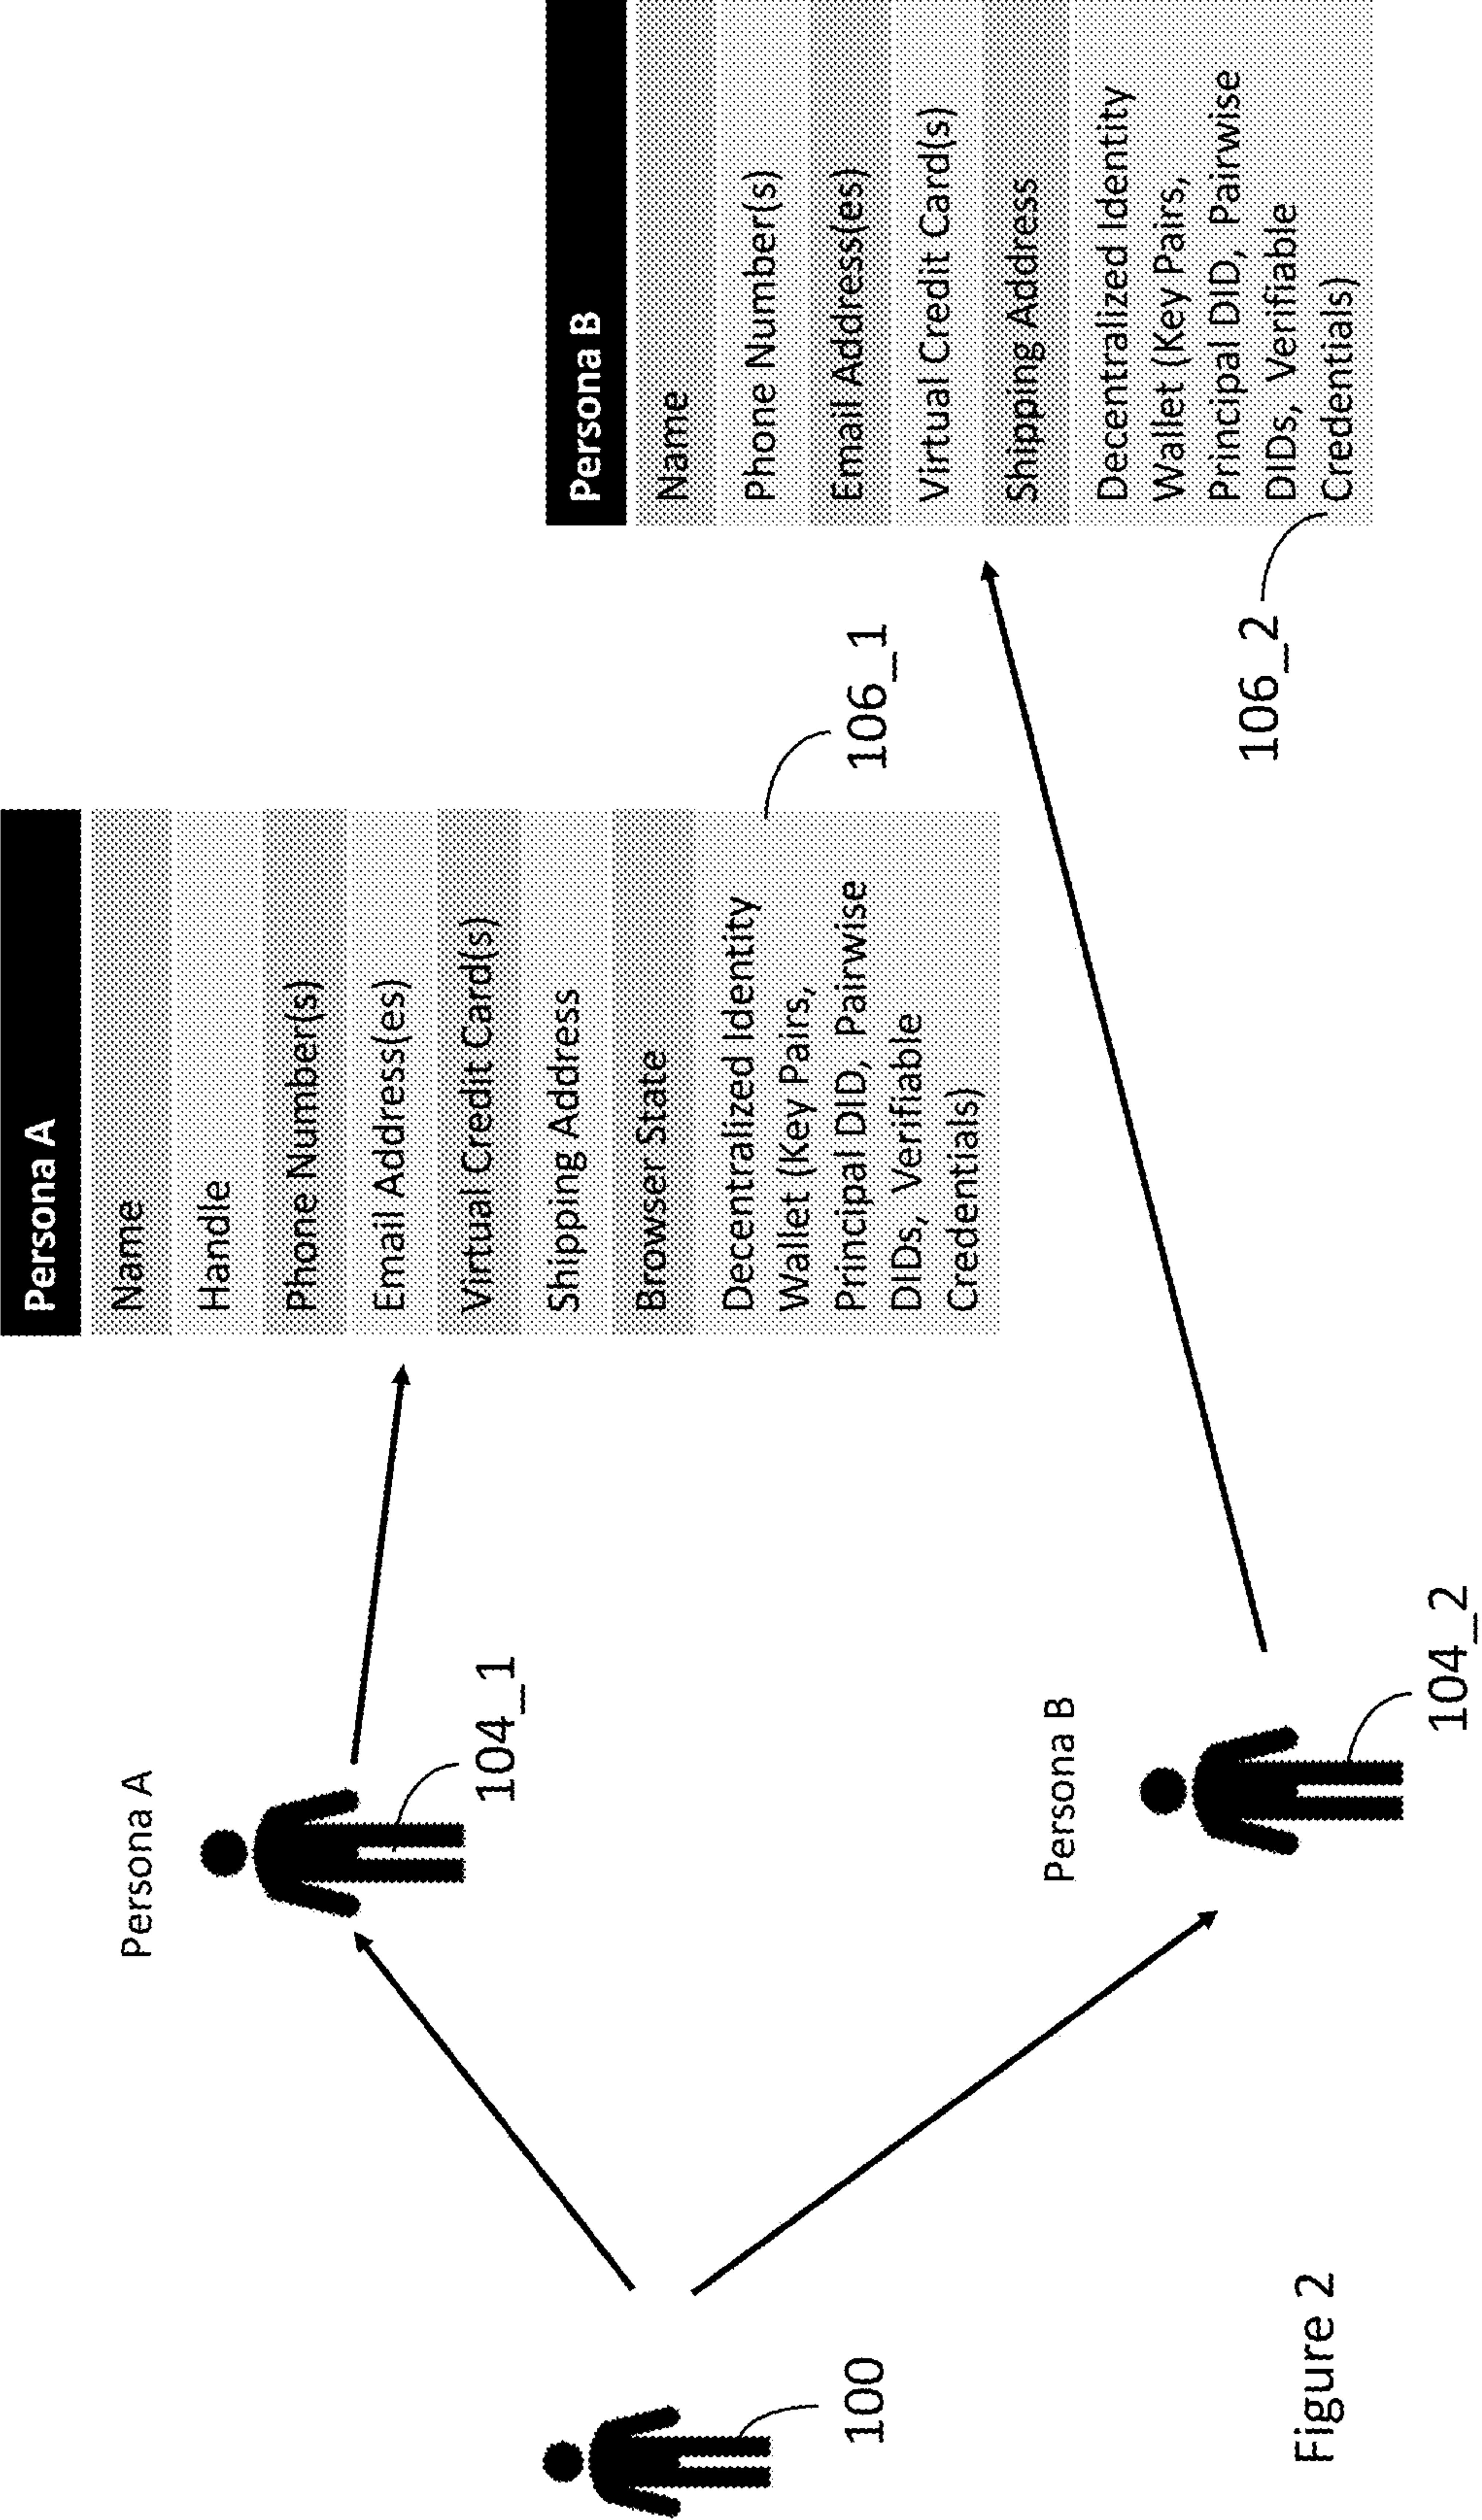 Persona A
Name
Handle
Phone Number(s)
Email Address(es)
Virtual Credit Card(s)
Shipping Address
Browser State
Decentralized Identity
Wallet (Key Pairs,
Principal DID, Pairwise
DIDs, Verifiable
Credentials)
106_1
Persona B
Name
Phone Number(s)
Email Address(es)
Virtual Credit Card(s)
Shipping Address
Decentralized Identity
Wallet (Key Pairs,
Principal DID, Pairwise
DIDs, Verifiable
Credentials)
106_2
Persona A
104_1
Persona B
104_2
100
Figure 2